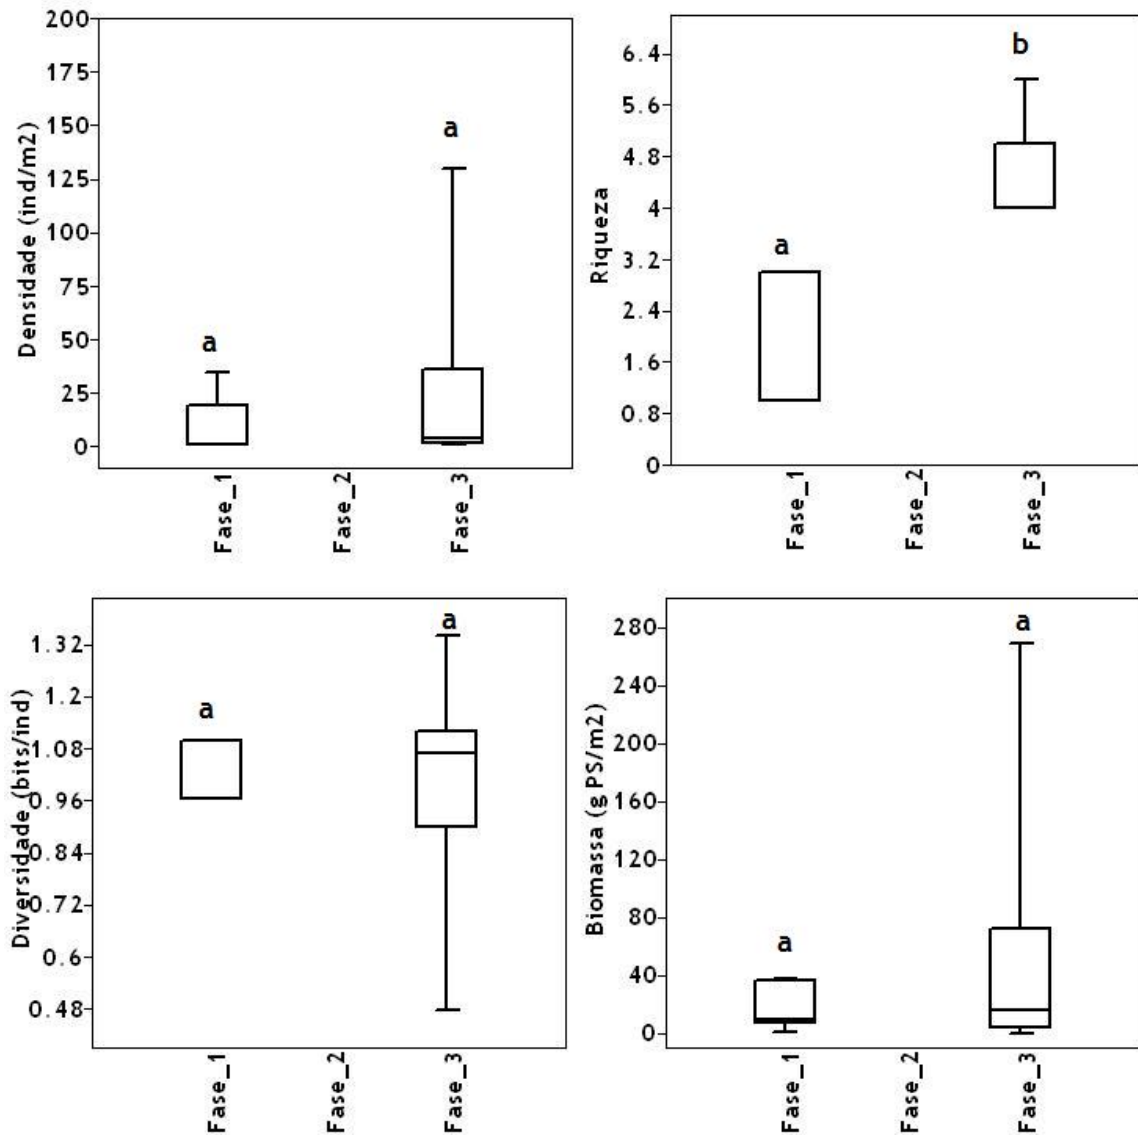 Densidade (ind/m2)
200
175
150
125
100
75
50
25
0
a
a
Fase_1
Fase_2
Fase_3
Riqueza
6.4
5.6
4.8
4
3.2
2.4
1.6
0.8
0
a
b
Fase_1
Fase_2
Fase_3
Diversidade (bits/ind)
1.32
1.2
1.08
0.96
0.84
0.72
0.6
0.48
a
a
Fase_1
Fase_2
Fase_3
Biomassa (g PS/m2)
280
240
200
160
120
80
40
0
a
a
Fase_1
Fase_2
Fase_3